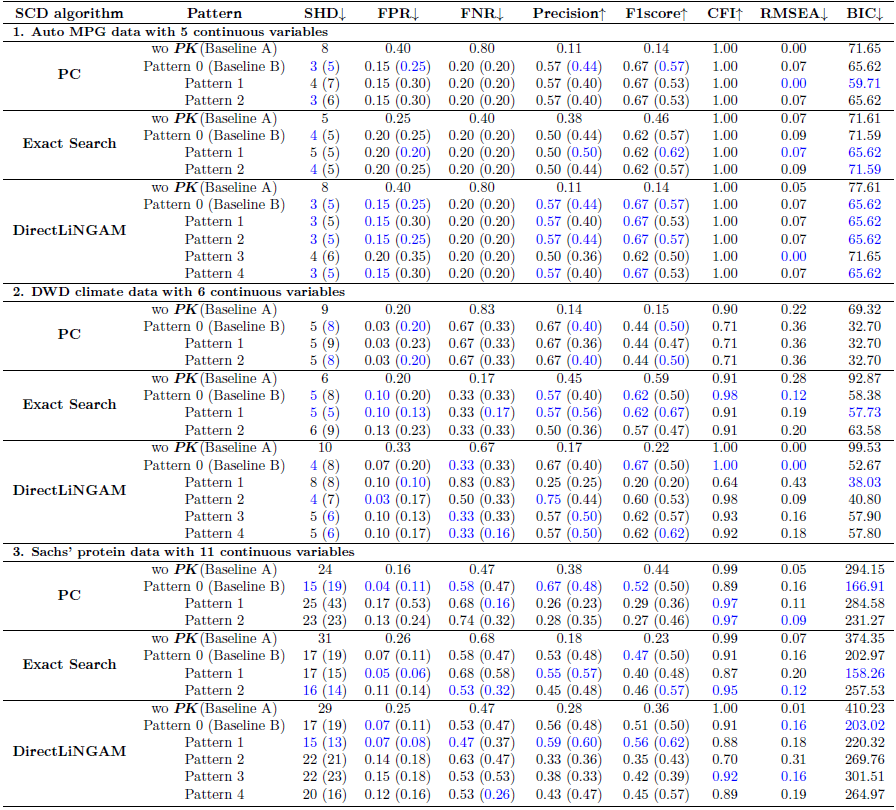 SCD algorithm Pattern SHD↓ FPR↓ FNR↓ Precision↑ F1score↑ CFI↑ RMSEA↓ BIC↓
1. Auto MPG data with 5 continuous variables
wo PK(Baseline A) 8 0.40 0.80 0.11 0.14 1.00 0.00 71.65
Pattern 0 (Baseline B) 3 (5) 0.15 (0.25) 0.20 (0.20) 0.57 (0.44) 0.67 (0.57) 1.00 0.07 65.62
PC
Pattern 1 4 (7) 0.15 (0.30) 0.20 (0.20) 0.57 (0.40) 0.67 (0.53) 1.00 0.00 59.71
Pattern 2 3 (6) 0.15 (0.30) 0.20 (0.20) 0.57 (0.40) 0.67 (0.53) 1.00 0.07 65.62
wo PK(Baseline A) 5 0.25 0.40 0.38 0.46 1.00 0.07 71.61
Pattern 0 (Baseline B) 4 (5) 0.20 (0.25) 0.20 (0.20) 0.50 (0.44) 0.62 (0.57) 1.00 0.09 71.59
Exact Search
Pattern 1 5 (5) 0.20 (0.20) 0.20 (0.20) 0.50 (0.50) 0.62 (0.62) 1.00 0.07 65.62
Pattern 2 4 (5) 0.20 (0.25) 0.20 (0.20) 0.50 (0.44) 0.62 (0.57) 1.00 0.09 71.59
wo PK(Baseline A) 8 0.40 0.80 0.11 0.14 1.00 0.05 77.61
Pattern 0 (Baseline B) 3 (5) 0.15 (0.25) 0.20 (0.20) 0.57 (0.44) 0.67 (0.57) 1.00 0.07 65.62
Pattern 1 3 (5) 0.15 (0.30) 0.20 (0.20) 0.57 (0.40) 0.67 (0.53) 1.00 0.07 65.62
DirectLiNGAM
Pattern 2 3 (5) 0.15 (0.25) 0.20 (0.20) 0.57 (0.44) 0.67 (0.57) 1.00 0.07 65.62
Pattern 3 4 (6) 0.20 (0.35) 0.20 (0.20) 0.50 (0.36) 0.62 (0.50) 1.00 0.00 71.65
Pattern 4 3 (5) 0.15 (0.30) 0.20 (0.20) 0.57 (0.40) 0.67 (0.53) 1.00 0.07 65.62
2. DWD climate data with 6 continuous variables
wo PK(Baseline A) 9 0.20 0.83 0.14 0.15 0.90 0.22 69.32
Pattern 0 (Baseline B) 5 (8) 0.03 (0.20) 0.67 (0.33) 0.67 (0.40) 0.44 (0.50) 0.71 0.36 32.70
PC
Pattern 1 5 (9) 0.03 (0.23) 0.67 (0.33) 0.67 (0.36) 0.44 (0.47) 0.71 0.36 32.70
Pattern 2 5 (8) 0.03 (0.20) 0.67 (0.33) 0.67 (0.40) 0.44 (0.50) 0.71 0.36 32.70
wo PK(Baseline A) 6 0.20 0.17 0.45 0.59 0.91 0.28 92.87
Pattern 0 (Baseline B) 5 (8) 0.10 (0.20) 0.33 (0.33) 0.57 (0.40) 0.62 (0.50) 0.98 0.12 58.38
Exact Search
Pattern 1 5 (5) 0.10 (0.13) 0.33 (0.17) 0.57 (0.56) 0.62 (0.67) 0.91 0.19 57.73
Pattern 2 6 (9) 0.13 (0.23) 0.33 (0.33) 0.50 (0.36) 0.57 (0.47) 0.91 0.20 63.58
wo PK(Baseline A) 10 0.33 0.67 0.17 0.22 1.00 0.00 99.53
Pattern 0 (Baseline B) 4 (8) 0.07 (0.20) 0.33 (0.33) 0.67 (0.40) 0.67 (0.50) 1.00 0.00 52.67
Pattern 1 8 (8) 0.10 (0.10) 0.83 (0.83) 0.25 (0.25) 0.20 (0.20) 0.64 0.43 38.03
DirectLiNGAM
Pattern 2 4 (7) 0.03 (0.17) 0.50 (0.33) 0.75 (0.44) 0.60 (0.53) 0.98 0.09 40.80
Pattern 3 5 (6) 0.10 (0.13) 0.33 (0.33) 0.57 (0.50) 0.62 (0.57) 0.93 0.16 57.90
Pattern 4 5 (6) 0.10 (0.17) 0.33 (0.16) 0.57 (0.50) 0.62 (0.62) 0.92 0.18 57.80
3. Sachs' protein data with 11 continuous variables
wo PK(Baseline A) 24 0.16 0.47 0.38 0.44 0.99 0.05 294.15
Pattern 0 (Baseline B) 15 (19) 0.04 (0.11) 0.58 (0.47) 0.67 (0.48) 0.52 (0.50) 0.89 0.16 166.91
PC
Pattern 1 25 (43) 0.17 (0.53) 0.68 (0.16) 0.26 (0.23) 0.29 (0.36) 0.97 0.11 284.58
Pattern 2 23 (23) 0.13 (0.24) 0.74 (0.32) 0.28 (0.35) 0.27 (0.46) 0.97 0.09 231.27
wo PK(Baseline A) 31 0.26 0.68 0.18 0.23 0.99 0.07 374.35
Pattern 0 (Baseline B) 17 (19) 0.07 (0.11) 0.58 (0.47) 0.53 (0.48) 0.47 (0.50) 0.91 0.16 202.97
Exact Search
Pattern 1 17 (15) 0.05 (0.06) 0.68 (0.58) 0.55 (0.57) 0.40 (0.48) 0.87 0.20 158.26
Pattern 2 16 (14) 0.11 (0.14) 0.53 (0.32) 0.45 (0.48) 0.46 (0.57) 0.95 0.12 257.53
wo PK(Baseline A) 29 0.25 0.47 0.28 0.36 1.00 0.01 410.23
Pattern 0 (Baseline B) 17 (19) 0.07 (0.11) 0.53 (0.47) 0.56 (0.48) 0.51 (0.50) 0.91 0.16 203.02
Pattern 1 15 (13) 0.07 (0.08) 0.47 (0.37) 0.59 (0.60) 0.56 (0.62) 0.88 0.18 220.32
DirectLiNGAM
Pattern 2 22 (21) 0.14 (0.18) 0.63 (0.47) 0.33 (0.36) 0.35 (0.43) 0.70 0.31 269.76
Pattern 3 22 (23) 0.15 (0.18) 0.53 (0.53) 0.38 (0.33) 0.42 (0.39) 0.92 0.16 301.51
Pattern 4 20 (16) 0.12 (0.16) 0.53 (0.26) 0.43 (0.47) 0.45 (0.57) 0.89 0.19 264.97